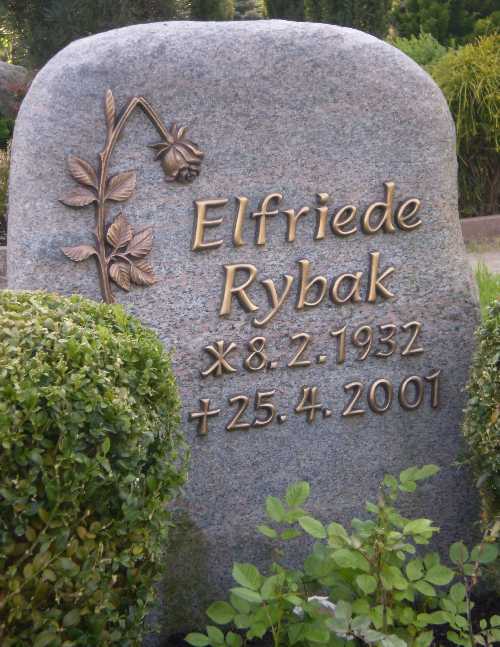 Elfriede
Rybak
* 8. 2. 1932
† 25. 4. 2001